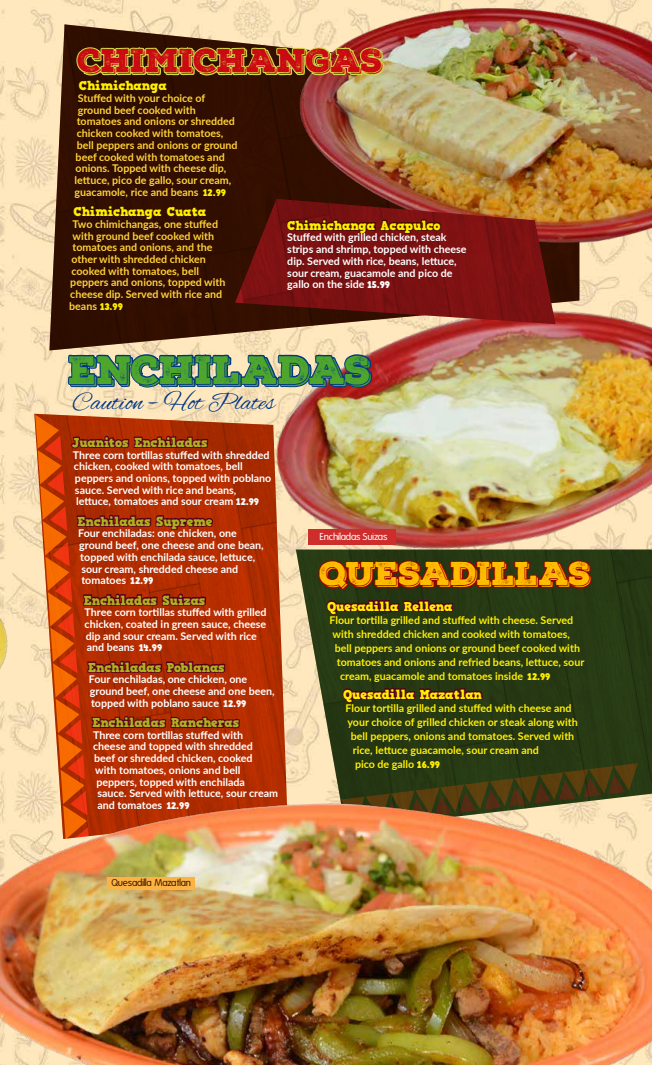 CHIMICHANGAS
Chimichanga
Stuffed with your choice of
ground beef cooked with
tomatoes and onions or shredded
chicken cooked with tomatoes,
bell peppers and onions or ground
beef cooked with tomatoes and
onions. Topped with cheese dip,
lettuce, pico de gallo, sour cream,
guacamole, rice and beans 12.99
Chimichanga Cuata
Two chimichangas, one stuffed
with ground beef cooked with
tomatoes and onions, and the
other with shredded chicken
cooked with tomatoes, bell
peppers and onions, topped with
cheese dip. Served with rice and
beans 13.99
Chimichanga Acapulco
Stuffed with grilled chicken, steak
strips and shrimp, topped with cheese
dip. Served with rice, beans, lettuce,
sour cream, guacamole and pico de
gallo on the side 15.99
ENCHILADAS
Caution - Hot Plates
Juanitos Enchiladas
Three corn tortillas stuffed with shredded
chicken, cooked with tomatoes, bell
peppers and onions, topped with poblano
sauce. Served with rice and beans,
lettuce, tomatoes and sour cream 12.99
Enchiladas Supreme
Four enchiladas: one chicken, one
ground beef, one cheese and one bean,
topped with enchilada sauce, lettuce,
sour cream, shredded cheese and
tomatoes 12.99
Enchiladas Suizas
Three corn tortillas stuffed with grilled
chicken, coated in green sauce, cheese
dip and sour cream. Served with rice
and beans 14.99
Enchiladas Poblanas
Four enchiladas, one chicken, one
ground beef, one cheese and one been,
topped with poblano sauce 12.99
Enchiladas Rancheras
Three corn tortillas stuffed with
cheese and topped with shredded
beef or shredded chicken, cooked
with tomatoes, onions and bell
peppers, topped with enchilada
sauce. Served with lettuce, sour cream
and tomatoes 12.99
Enchiladas Suizas
QUESADILLAS
Quesadilla Rellena
Flour tortilla grilled and stuffed with cheese. Served
with shredded chicken and cooked with tomatoes,
bell peppers and onions or ground beef cooked with
tomatoes and onions and refried beans, lettuce, sour
cream, guacamole and tomatoes inside 12.99
Quesadilla Mazatlan
Flour tortilla grilled and stuffed with cheese and
your choice of grilled chicken or steak along with
bell peppers, onions and tomatoes. Served with
rice, lettuce guacamole, sour cream and
pico de gallo 16.99
Quesadilla Mazatlan